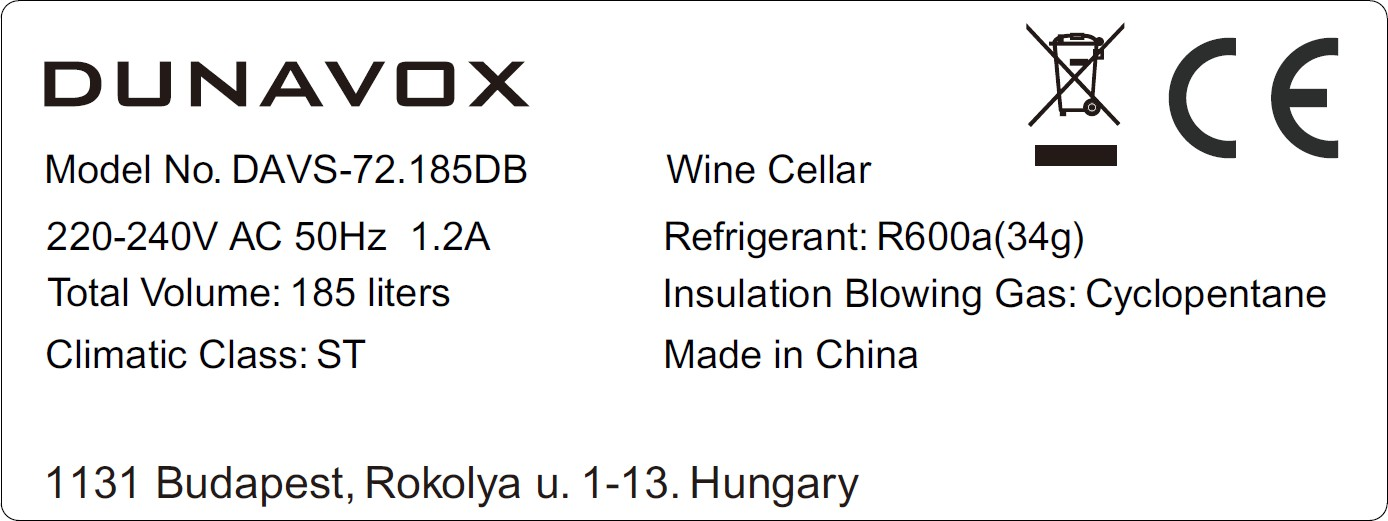 DUNAVOX
Model No. DAVS-72.185DB
Wine Cellar
CE
220-240V AC 50Hz 1.2A
Refrigerant: R600a(34g)
Total Volume: 185 liters
Insulation Blowing Gas: Cyclopentane
Climatic Class: ST
Made in China
1131 Budapest, Rokolya u. 1-13. Hungary